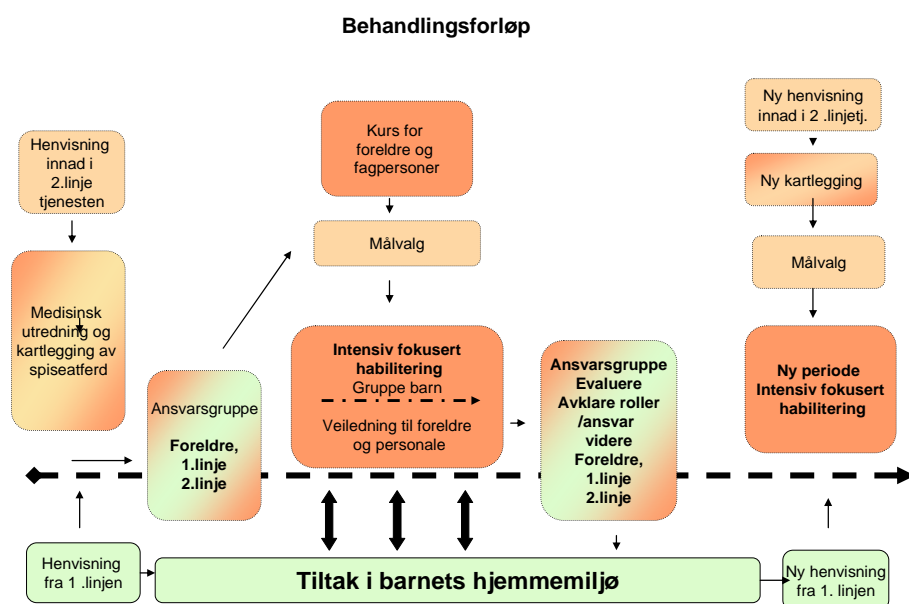 Behandlingsforløp
Henvisning
innad i
2.linje
tjenesten
Medisinsk
utredning og
kartlegging av
spiseatferd
Ansvarsgruppe
Foreldre,
1.linje
2.linje
Henvisning
fra 1 .linjen
Kurs for
foreldre og
fagpersoner
Målvalg
Intensiv fokusert
habilitering
Gruppe barn
Veiledning til foreldre
og personale
Ansvarsgruppe
Evaluere
Avklare roller
/ansvar
videre
Foreldre,
1.linje
2.linje
Tiltak i barnets hjemmemiljø
Ny henvisning
innad i 2 .linjetj.
Ny kartlegging
Målvalg
Ny periode
Intensiv fokusert
habilitering
Ny henvisning
fra 1. linjen